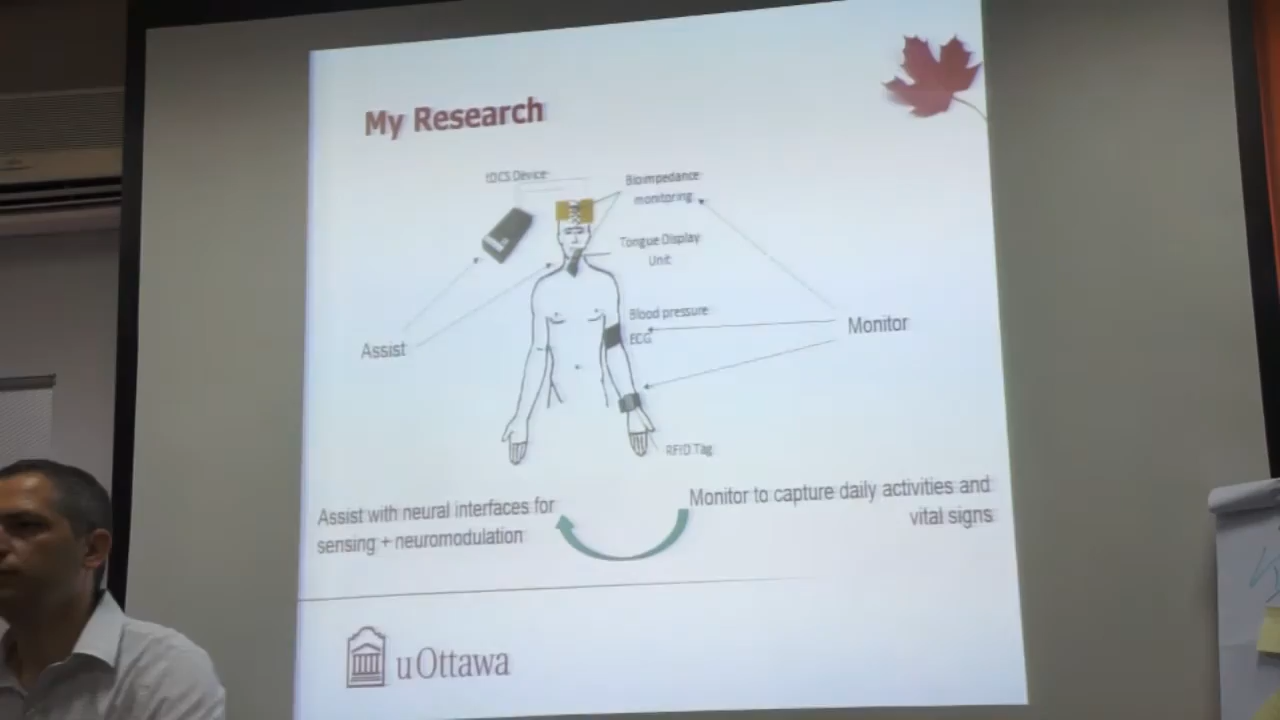 My Research
tDCS Device
Bioimpedance
monitoring
Tongue Display
Unit
Blood pressure
ECG
Monitor
Assist
RFID Tag
Assist with neural interfaces for
sensing + neuromodulation
Monitor to capture daily activities and
vital signs
uOttawa